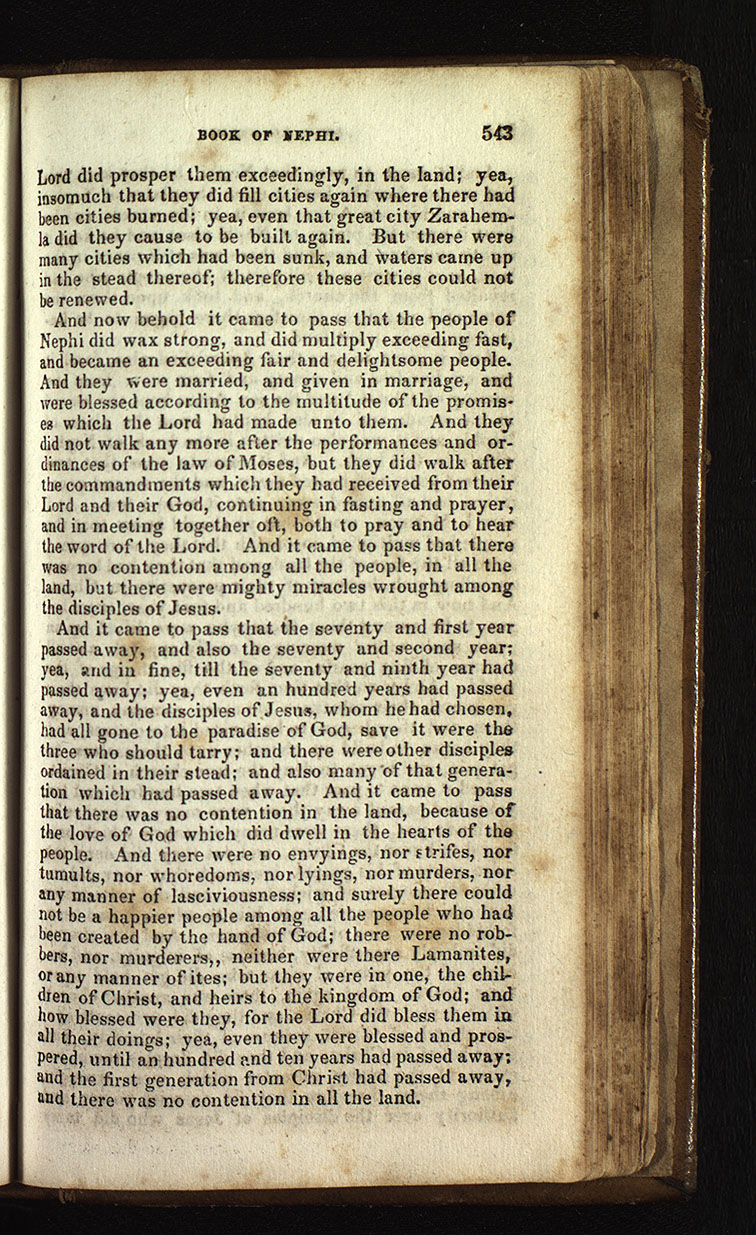 BOOK OF NEPHI. 543
Lord did prosper them exceedingly, in the land; yea,
insomuch that they did fill cities again where there had
been cities burned; yea, even that great city Zarahem-
la did they cause to be built again. But there were
many cities which had been sunk, and waters came up
in the stead thereof; therefore these cities could not
be renewed.
And now behold it came to pass that the people of
Nephi did wax strong, and did multiply exceeding fast,
and became an exceeding fair and delightsome people.
And they were married, and given in marriage, and
were blessed according to the multitude of the promis-
es which the Lord had made unto them. And they
did not walk any more after the performances and or-
dinances of the law of Moses, but they did walk after
the commandments which they had received from their
Lord and their God, continuing in fasting and prayer,
and in meeting together oft, both to pray and to hear
the word of the Lord. And it came to pass that there
was no contention among all the people, in all the
land, but there were mighty miracles wrought among
the disciples of Jesus.
And it came to pass that the seventy and first year
passed away, and also the seventy and second year;
yea, and in fine, till the seventy and ninth year had
passed away; yea, even an hundred years had passed
away, and the disciples of Jesus, whom he had chosen,
had all gone to the paradise of God, save it were the
three who should tarry; and there were other disciples
ordained in their stead; and also many of that genera-
tion which had passed away. And it came to pass
that there was no contention in the land, because of
the love of God which did dwell in the hearts of the
people. And there were no envyings, nor strifes, nor
tumults, nor whoredoms, nor lyings, nor murders, nor
any manner of lasciviousness; and surely there could
not be a happier people among all the people who had
been created by the hand of God; there were no rob-
bers, nor murderers,, neither were there Lamanites,
or any manner of ites; but they were in one, the chil-
dren of Christ, and heirs to the kingdom of God; and
how blessed were they, for the Lord did bless them in
all their doings; yea, even they were blessed and pros-
pered, until an hundred and ten years had passed away;
and the first generation from Christ had passed away,
and there was no contention in all the land.